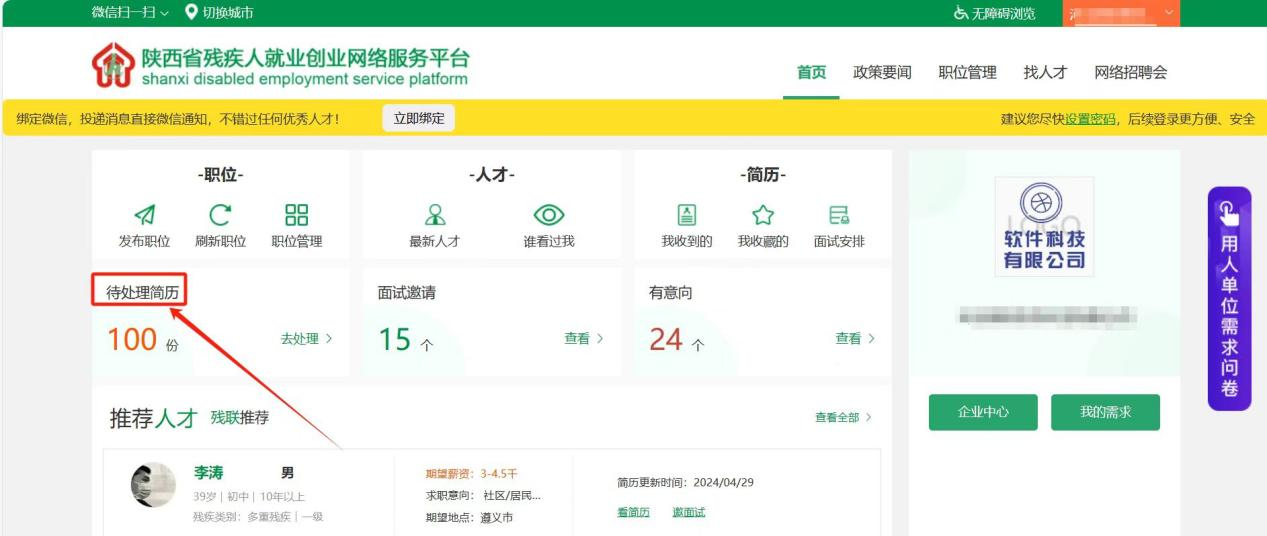 微信扫一扫 切换城市 无障碍浏览
陕西省残疾人就业创业网络服务平台
shanxi disabled employment service platform
首页 政策要闻 职位管理 找人才 网络招聘会
绑定微信，投递消息直接微信通知，不错过任何优秀人才！ 立即绑定 建议您尽快设置密码，后续登录更方便、安全
-职位- -人才- -简历-
发布职位 刷新职位 职位管理 最新人才 谁看过我 我收到的 我收藏的 面试安排
LOGO
软件科技
有限公司
待处理简历 面试邀请 有意向
100 份 去处理 15 个 查看 24 个 查看
用人单位需求问卷
企业中心 我的需求
推荐人才 残联推荐 查看全部
李涛 男
39岁 | 初中 | 10年以上
残疾类别：多重残疾 | 一级
期望薪资：3-4.5千
求职意向： 社区/居民...
期望地点：遵义市
简历更新时间：2024/04/29
看简历 邀面试